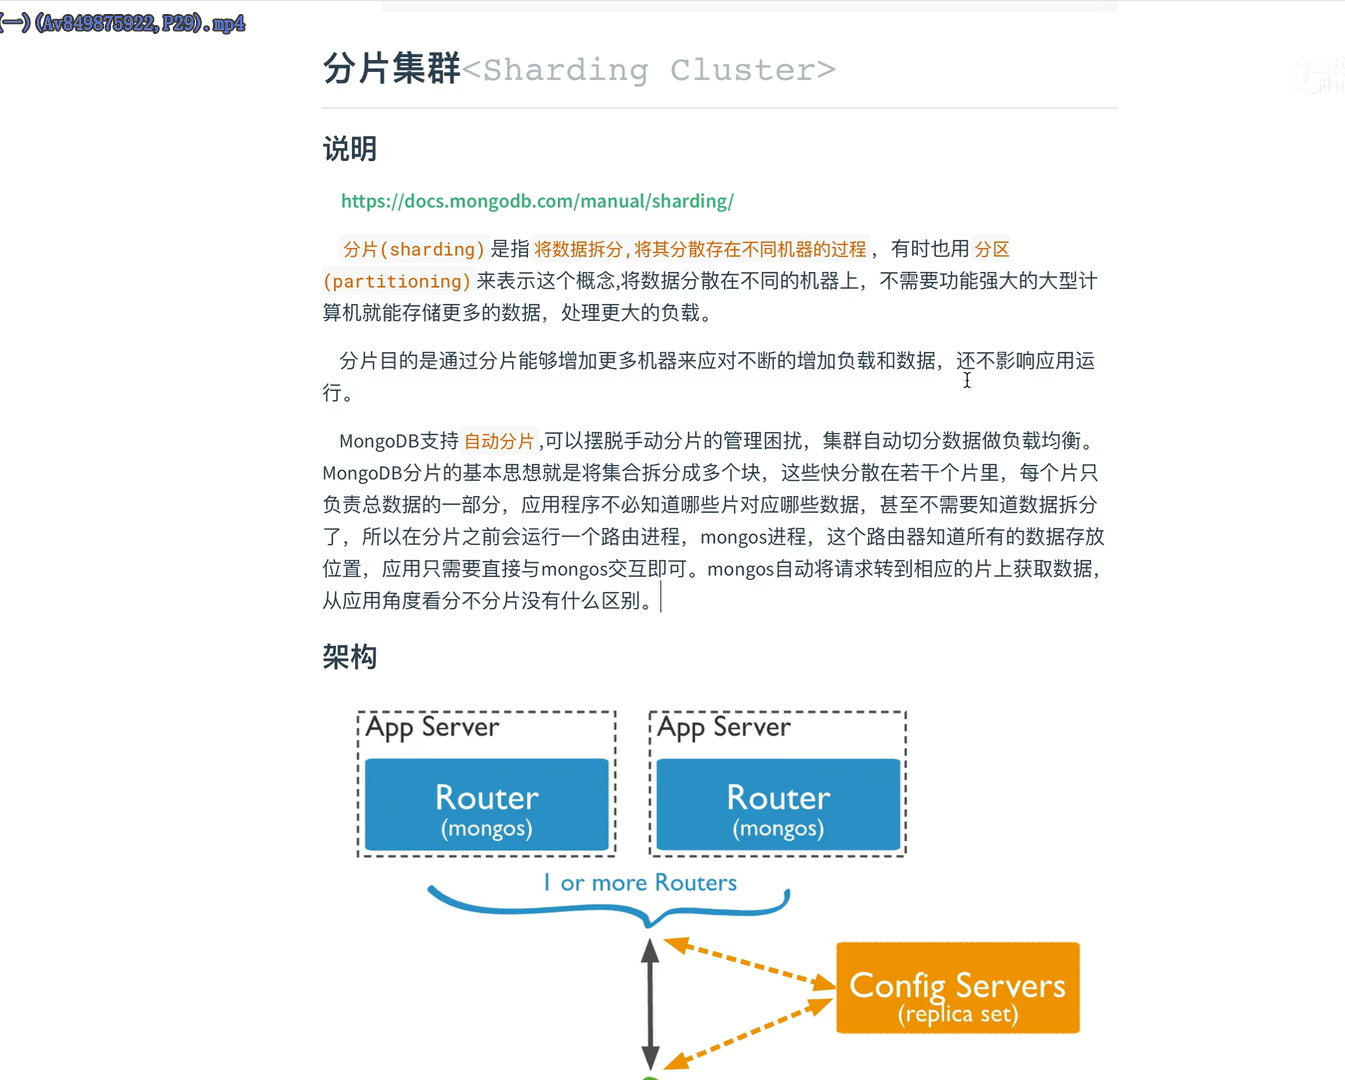 (一)(Av849875922,P29).mp4
分片集群<Sharding Cluster>
编程
说明
https://docs.mongodb.com/manual/sharding/
分片(sharding)是指将数据拆分,将其分散存在不同机器的过程，有时也用分区
(partitioning)来表示这个概念,将数据分散在不同的机器上，不需要功能强大的大型计
算机就能存储更多的数据，处理更大的负载。
分片目的是通过分片能够增加更多机器来应对不断的增加负载和数据，还不影响应用运
行。
MongoDB支持自动分片,可以摆脱手动分片的管理困扰，集群自动切分数据做负载均衡。
MongoDB分片的基本思想就是将集合拆分成多个块，这些快分散在若干个片里，每个片只
负责总数据的一部分，应用程序不必知道哪些片对应哪些数据，甚至不需要知道数据拆分
了，所以在分片之前会运行一个路由进程，mongos进程，这个路由器知道所有的数据存放
位置，应用只需要直接与mongos交互即可。mongos自动将请求转到相应的片上获取数据，
从应用角度看分不分片没有什么区别。
架构
App Server
App Server
Router
(mongos)
Router
(mongos)
1 or more Routers
Config Servers
(replica set)